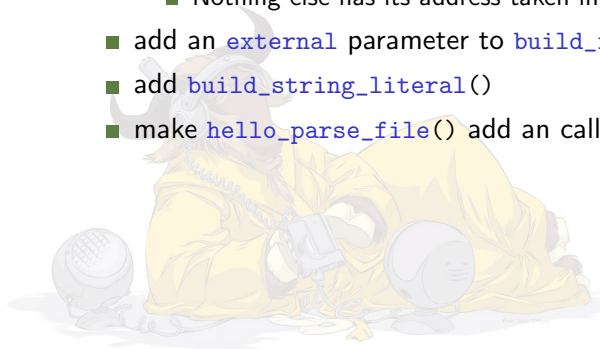 Nothing else has its address taken in
add an external parameter to build_
add build_string_literal()
make hello_parse_file() add an call